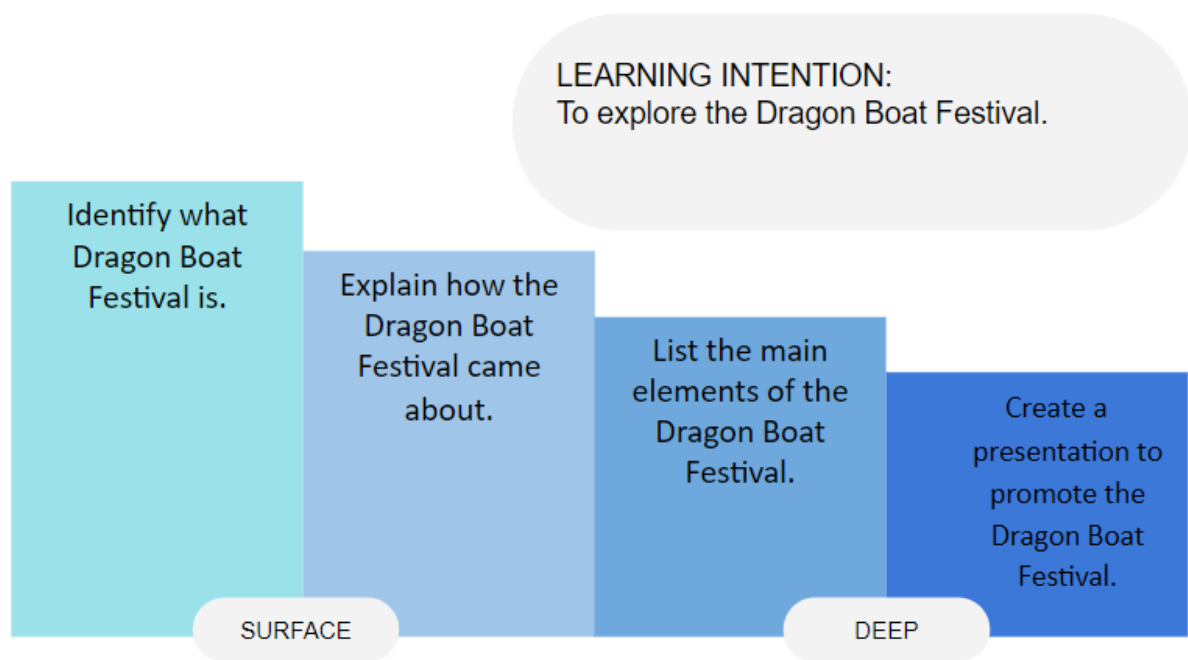 LEARNING INTENTION:
To explore the Dragon Boat Festival.
Identify what
Dragon Boat
Festival is.
Explain how the
Dragon Boat
Festival came
about.
List the main
elements of the
Dragon Boat
Festival.
Create a
presentation to
promote the
Dragon Boat
Festival.
SURFACE
DEEP